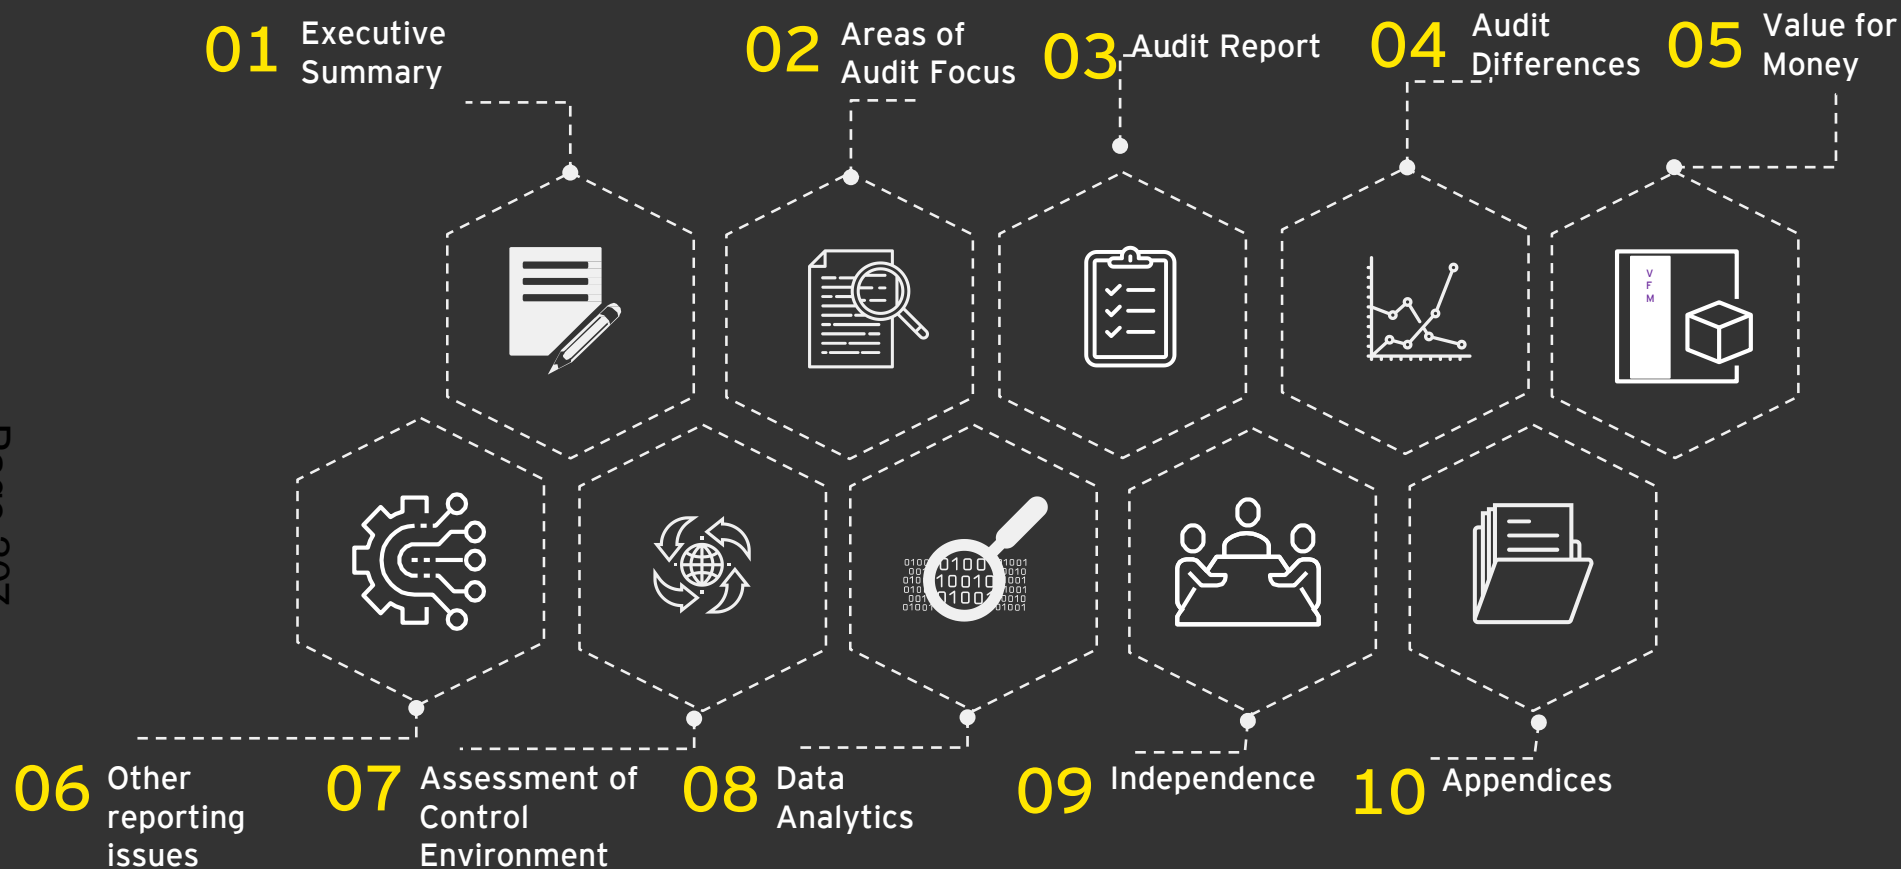 01 Executive
Summary
02 Areas of
Audit Focus
03 Audit Report
04 Audit
Differences
05 Value for
Money
V
F
M
06 Other
reporting
issues
07 Assessment of
Control
Environment
08 Data
Analytics
09 Independence
10 Appendices